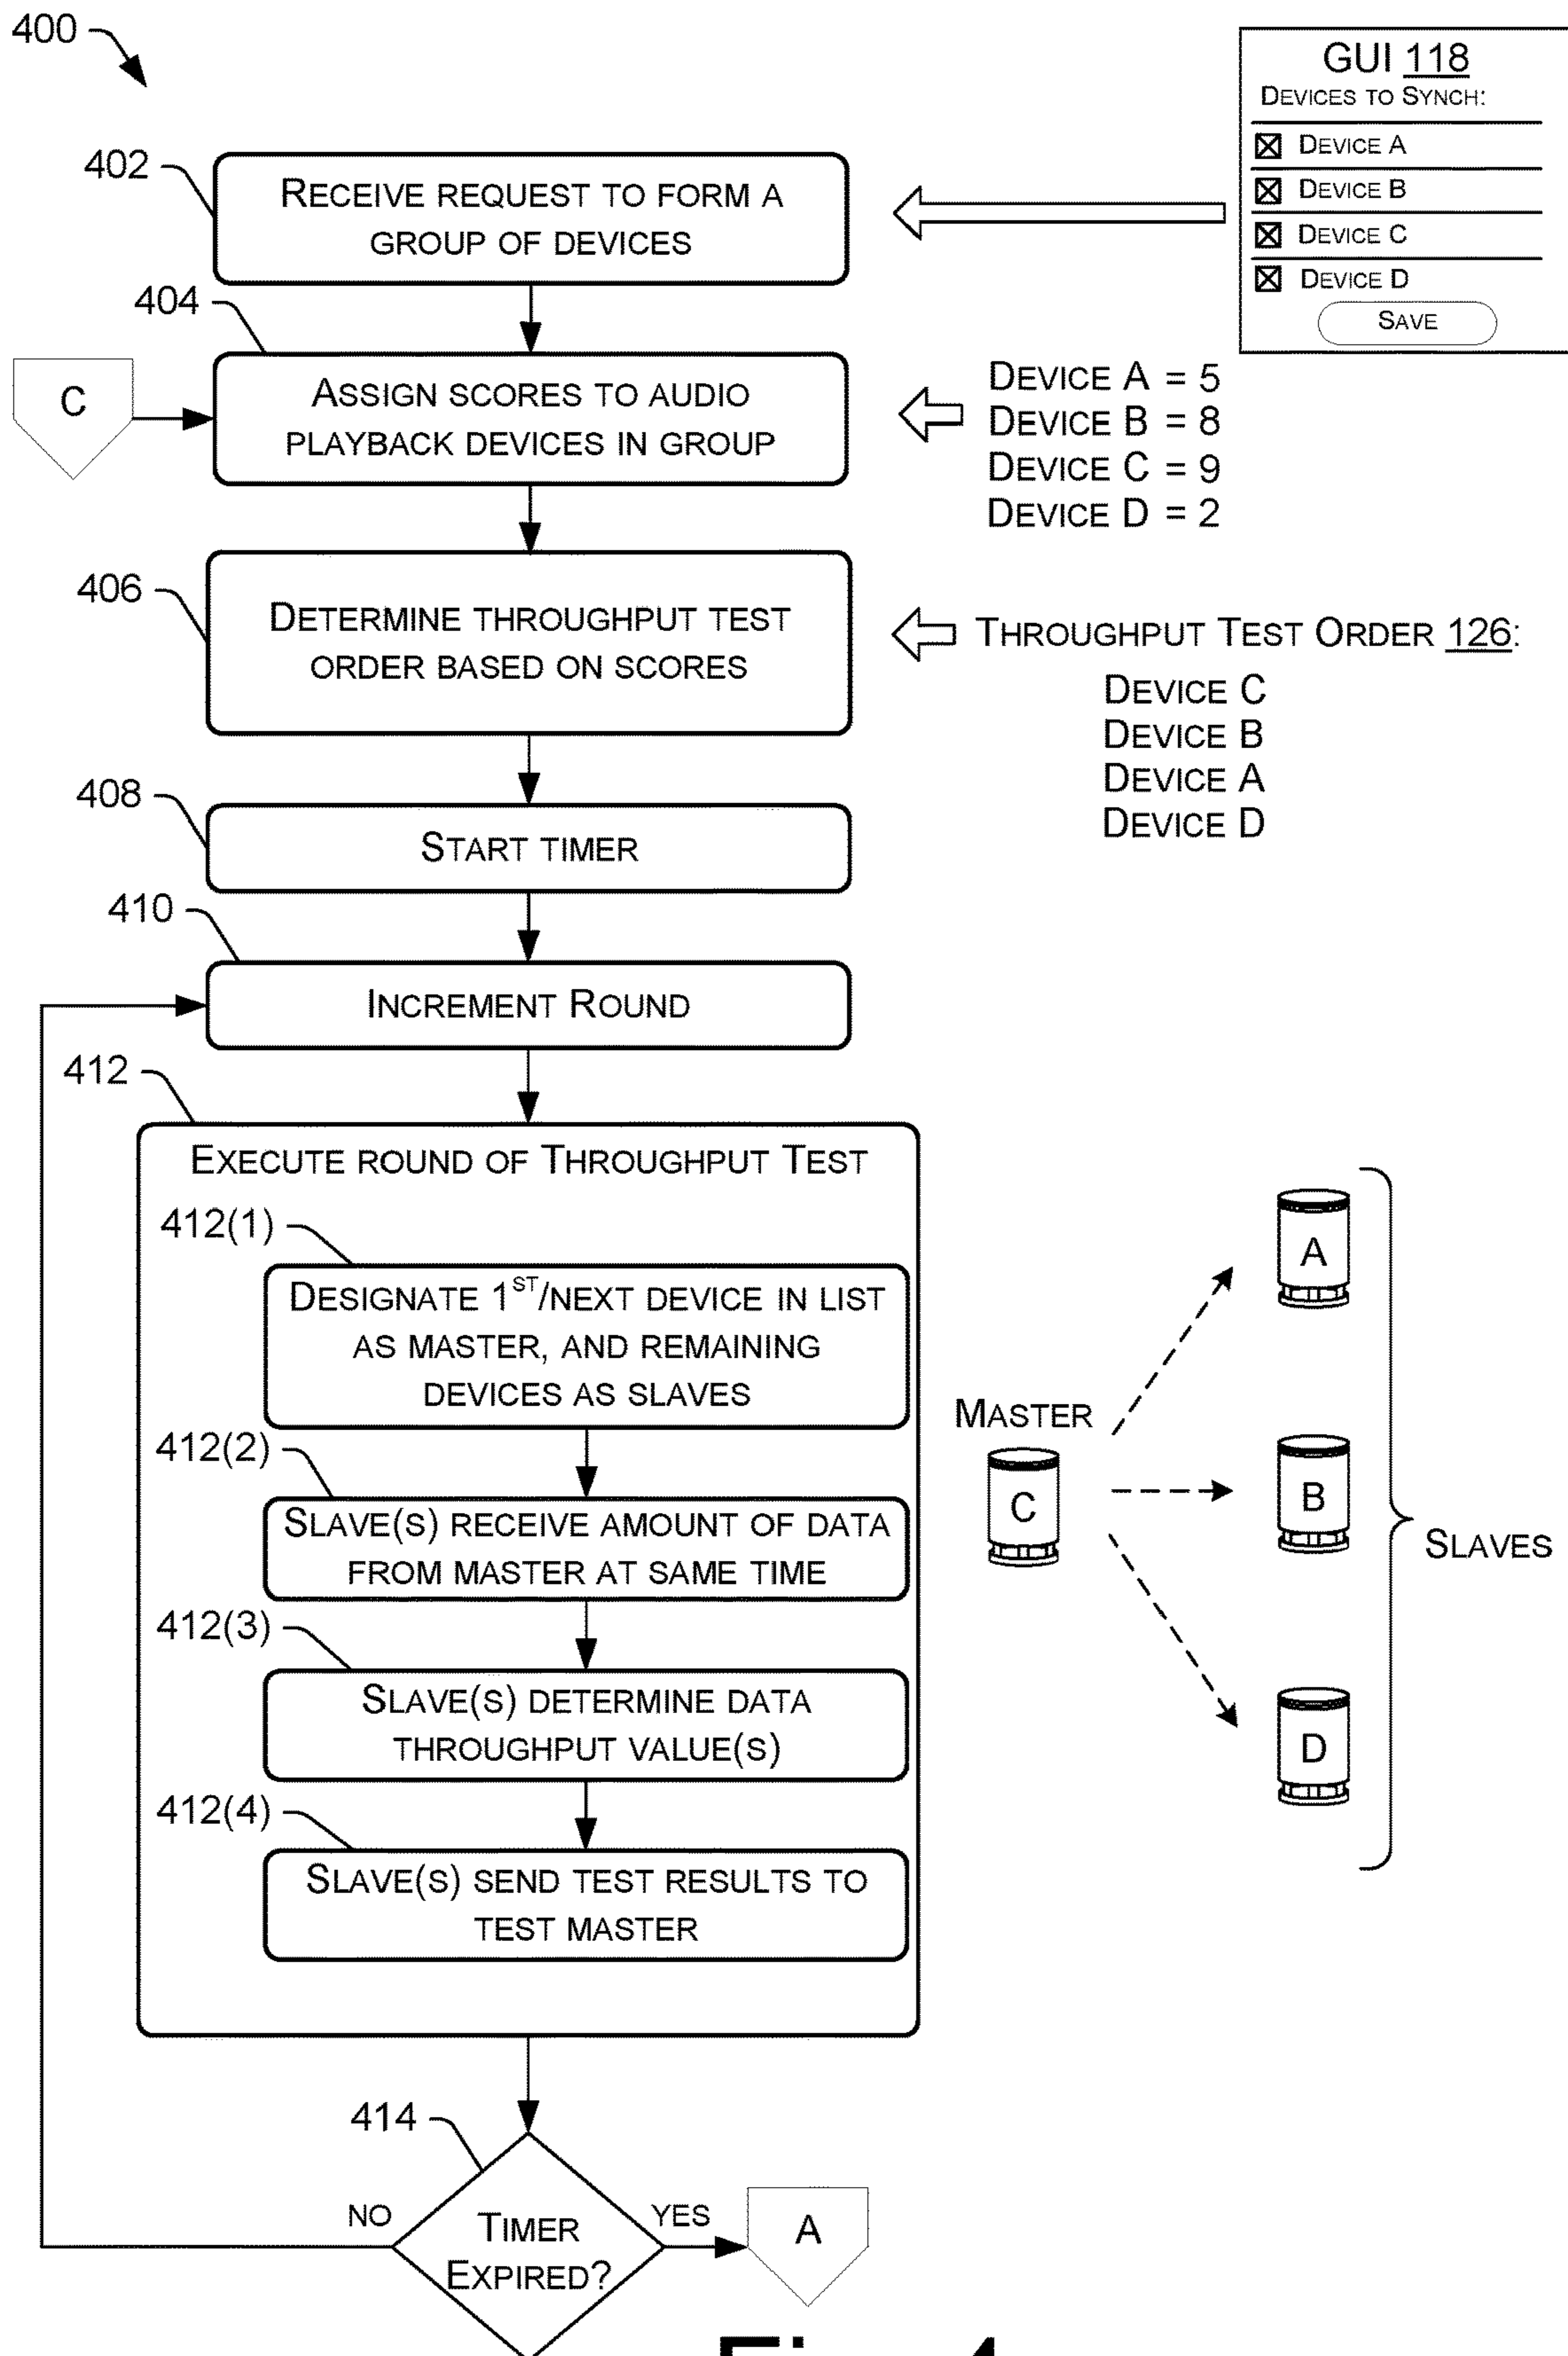 400
GUI 118
DEVICES TO SYNCH:
DEVICE A
DEVICE B
DEVICE C
DEVICE D
SAVE
402
RECEIVE REQUEST TO FORM A
GROUP OF DEVICES
404
C
ASSIGN SCORES TO AUDIO
PLAYBACK DEVICES IN GROUP
DEVICE A = 5
DEVICE B = 8
DEVICE C = 9
DEVICE D = 2
406
DETERMINE THROUGHPUT TEST
ORDER BASED ON SCORES
THROUGHPUT TEST ORDER 126:
DEVICE C
DEVICE B
DEVICE A
DEVICE D
408
START TIMER
410
INCREMENT ROUND
412
EXECUTE ROUND OF THROUGHPUT TEST
412(1)
DESIGNATE 1ST/NEXT DEVICE IN LIST
AS MASTER, AND REMAINING
DEVICES AS SLAVES
412(2)
SLAVE(S) RECEIVE AMOUNT OF DATA
FROM MASTER AT SAME TIME
412(3)
SLAVE(S) DETERMINE DATA
THROUGHPUT VALUE(S)
412(4)
SLAVE(S) SEND TEST RESULTS TO
TEST MASTER
MASTER
C
A
B
D
SLAVES
414
NO
TIMER
EXPIRED?
YES
A